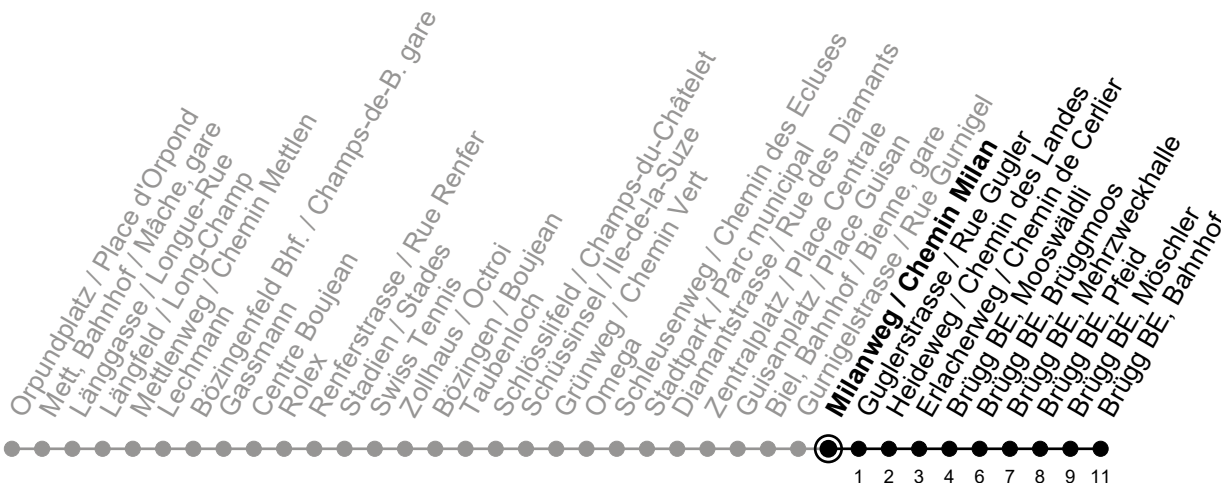 Orpundplatz / Place d'Orpond
Mett, Bahnhof / Mâche, gare
Länggasse / Longue-Rue
Längfeld / Long-Champ
Mettlenweg / Chemin Mettlen
Lechmann
Bözingenfeld Bhf. / Champs-de-B. gare
Gassmann
Centre Boujean
Rolex
Renferstrasse / Rue Renfer
Stadien / Stades
Swiss Tennis
Zollhaus / Octroi
Bözingen / Boujean
Taubenloch
Schlösslifeld / Champs-du-Châtelet
Schüssinsel / Ile-de-la-Suze
Grünweg / Chemin Vert
Omega
Schleusenweg / Chemin des Ecluses
Stadtpark / Parc municipal
Diamantstrasse / Rue des Diamants
Zentralplatz / Place Centrale
Guisanplatz / Place Guisan
Biel, Bahnhof / Bienne, gare
Gurnigelstrasse / Rue Gurnigel
Milanweg / Chemin Milan
Guglerstrasse / Rue Gugler
Heideweg / Chemin des Landes
Erlacherweg / Chemin de Cerlier
Brügg BE, Mooswäldli
Brügg BE, Brüggmoos
Brügg BE, Mehrzweckhalle
Brügg BE, Pfeid
Brügg BE, Möschler
Brügg BE, Bahnhof
1 2 3 4 6 7 8 9 11